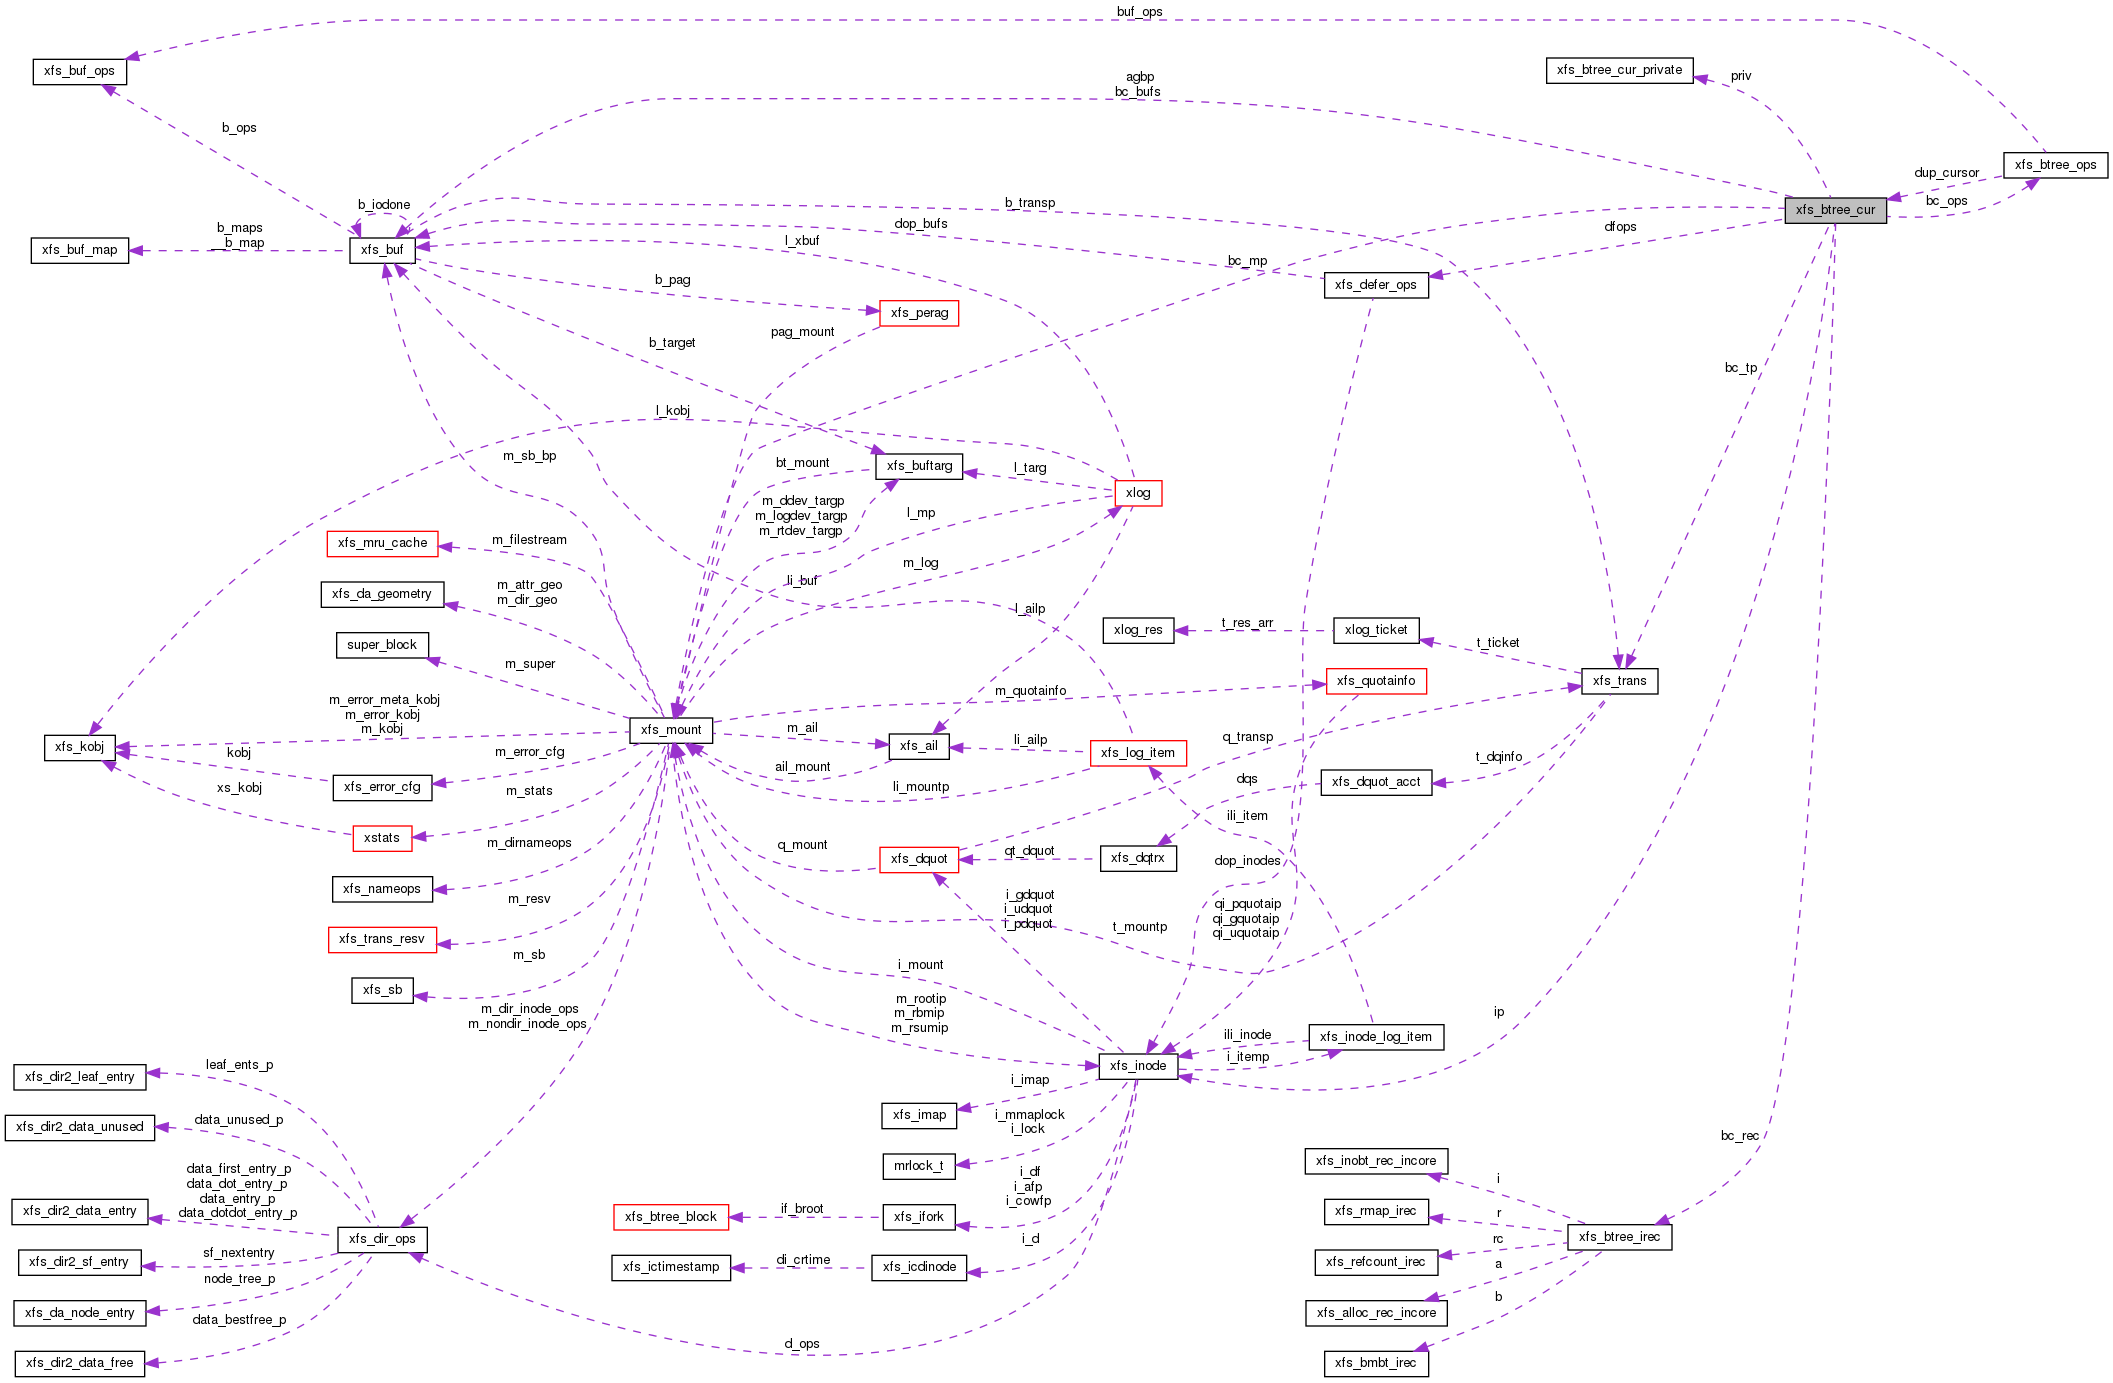 buf_ops
xfs_buf_ops
xfs_btree_cur_private
priv
agbp
bc_bufs
b_ops
xfs_btree_ops
dup_cursor
bc_ops
xfs_btree_cur
b_iodone
b_transp
dop_bufs
dfops
b_maps
__b_map
xfs_buf_map
xfs_buf
l_xbuf
bc_mp
b_pag
xfs_defer_ops
xfs_perag
pag_mount
b_target
bc_tp
l_kobj
m_sb_bp
bt_mount
xfs_buftarg
l_targ
xlog
m_ddev_targp
m_logdev_targp
m_rtdev_targp
l_mp
xfs_mru_cache
m_filestream
m_log
li_buf
xfs_da_geometry
m_attr_geo
m_dir_geo
l_ailp
xlog_res
t_res_arr
xlog_ticket
t_ticket
super_block
m_super
xfs_quotainfo
xfs_trans
m_quotainfo
m_error_meta_kobj
m_error_kobj
m_kobj
xfs_mount
m_ail
xfs_ail
li_ailp
xfs_log_item
q_transp
xfs_kobj
kobj
m_error_cfg
ail_mount
t_dqinfo
xfs_error_cfg
xs_kobj
m_stats
li_mountp
dqs
xfs_dquot_acct
ili_item
xstats
m_dirnameops
q_mount
xfs_dquot
qt_dquot
xfs_dqtrx
dop_inodes
xfs_nameops
m_resv
i_gdquot
i_udquot
i_pdquot
qi_pquotaip
qi_gquotaip
qi_uquotaip
t_mountp
xfs_trans_resv
m_sb
i_mount
xfs_sb
m_rootip
m_rbmip
m_rsumip
ip
m_dir_inode_ops
m_nondir_inode_ops
ili_inode
xfs_inode_log_item
i_itemp
xfs_inode
leaf_ents_p
xfs_dir2_leaf_entry
i_imap
xfs_imap
data_unused_p
xfs_dir2_data_unused
i_mmaplock
i_lock
bc_rec
mrlock_t
xfs_inobt_rec_incore
i
data_first_entry_p
data_dot_entry_p
data_entry_p
data_dotdot_entry_p
xfs_dir2_data_entry
i_df
i_afp
i_cowfp
xfs_btree_block
if_broot
xfs_ifork
xfs_rmap_irec
r
xfs_dir_ops
xfs_btree_irec
rc
i_d
sf_nextentry
xfs_dir2_sf_entry
xfs_refcount_irec
xfs_ictimestamp
di_crtime
xfs_icdinode
a
node_tree_p
xfs_da_node_entry
b
xfs_alloc_rec_incore
data_bestfree_p
d_ops
xfs_dir2_data_free
xfs_bmbt_irec